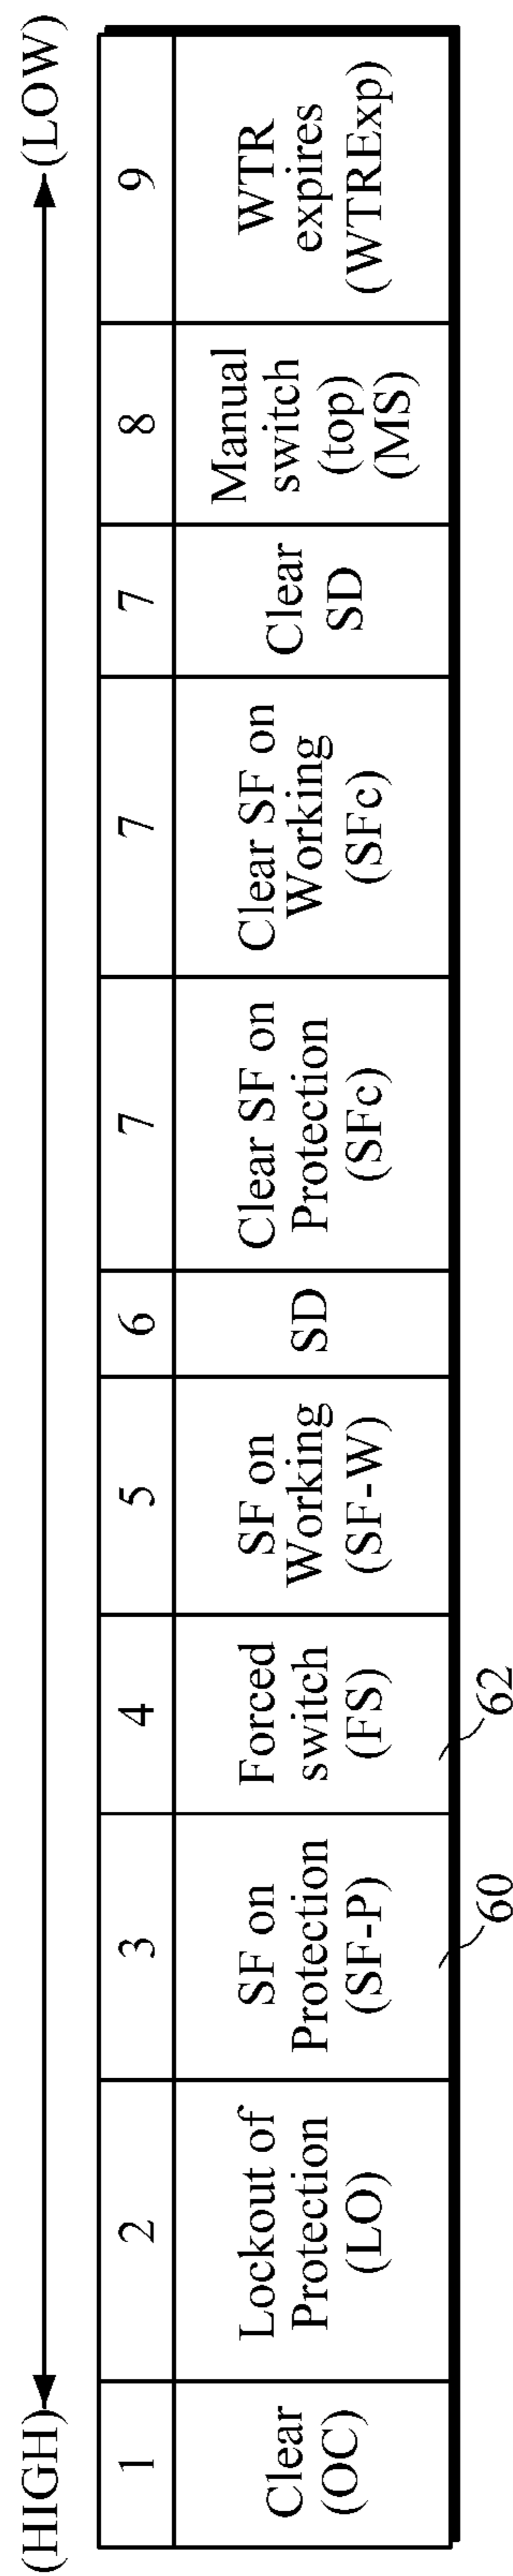 (HIGH) (LOW)
1 2 3 4 5 6 7 7 7 8 9
Clear
(OC)
Lockout of
Protection
(LO)
SF on
Protection
(SF-P)
Forced
switch
(FS)
SF on
Working
(SF-W)
SD
Clear SF on
Protection
(SFc)
Clear SF on
Working
(SFc)
Clear
SD
Manual
switch
(top)
(MS)
WTR
expires
(WTRExp)
60
62